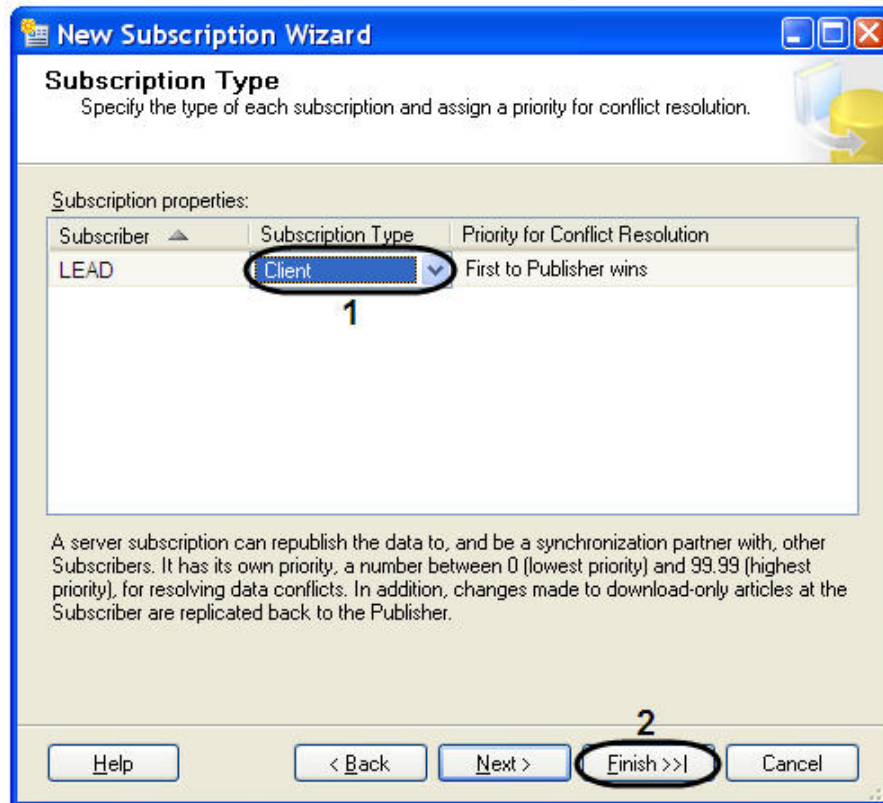 New Subscription Wizard
Subscription Type
Specify the type of each subscription and assign a priority for conflict resolution.
Subscription properties:
Subscriber Subscription Type Priority for Conflict Resolution
LEAD Client First to Publisher wins
1
A server subscription can republish the data to, and be a synchronization partner with, other
Subscribers. It has its own priority, a number between 0 (lowest priority) and 99.99 (highest
priority), for resolving data conflicts. In addition, changes made to download-only articles at the
Subscriber are replicated back to the Publisher.
2
Help < Back Next > Finish >>| Cancel